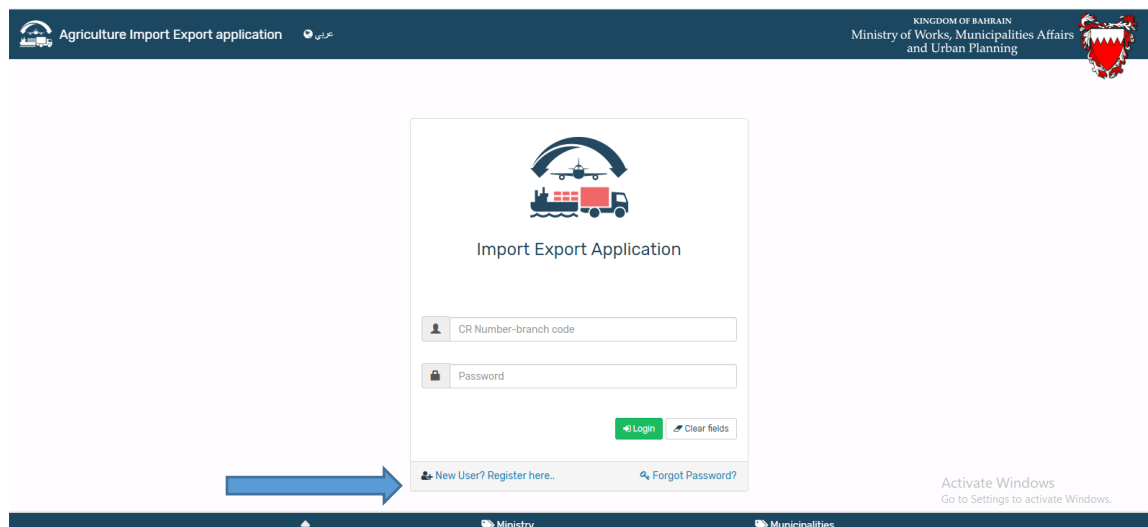 Agriculture Import Export application
عربي
KINGDOM OF BAHRAIN
Ministry of Works, Municipalities Affairs
and Urban Planning
Import Export Application
CR Number-branch code
Password
Login
Clear fields
New User? Register here..
Forgot Password?
Activate Windows
Go to Settings to activate Windows.
Ministry
Municipalities